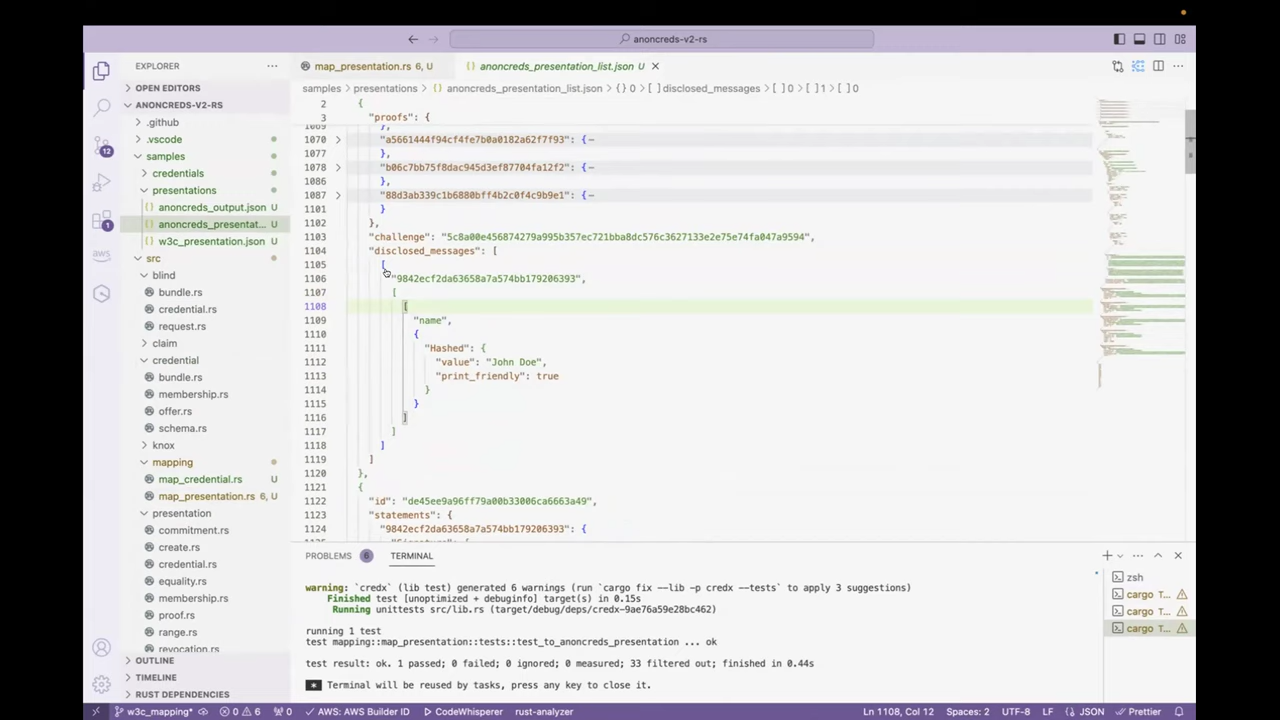 anoncreds-v2-rs
EXPLORER
map_presentation.rs 6, U
anoncreds_presentation_list.json U
OPEN EDITORS
samples > presentations > anoncreds_presentation_list.json > {} 0 > [ ] disclosed_messages > [ ] 0 > [ ] 1 > [ ] 0
ANONCREDS-V2-RS
.github
.vscode
samples
credentials
presentations
anoncreds_output.json U
anoncreds_presentat... U
w3c_presentation.json U
src
blind
bundle.rs
credential.rs
request.rs
claim
credential
bundle.rs
membership.rs
offer.rs
schema.rs
knox
mapping
map_credential.rs U
map_presentation.rs 6, U
presentation
commitment.rs
create.rs
credential.rs
equality.rs
membership.rs
proof.rs
range.rs
revocation.rs
OUTLINE
TIMELINE
RUST DEPENDENCIES
2 {
1077 },
1086 },
1087 "88d3a3339c1b6880bff4b2c0f4c9b9e1": {
1101 }
1102 },
1103 "challenge":
1104 "disclosed_messages": [
1105 [
1106 "9842ecf2da63658a7a574bb179206393",
1107 [
1108 [
1109 "name",
1110 {
1111 "Hashed": {
1112 "value": "John Doe",
1113 "print_friendly": true
1114 }
1115 }
1116 ]
1117 ]
1118 ]
1119 ]
1120 },
1121 {
1122 "id": "de45ee9a96ff79a00b33006ca6663a49",
1123 "statements": {
1124 "9842ecf2da63658a7a574bb179206393": {
PROBLEMS 6 TERMINAL
warning: `credx` (lib test) generated 6 warnings (run `cargo fix --lib -p credx --tests` to apply 3 suggestions)
Finished test [unoptimized + debuginfo] target(s) in 0.15s
Running unittests src/lib.rs (target/debug/deps/credx-9ae76a59e28bc462)
running 1 test
test mapping::map_presentation::tests::test_to_anoncreds_presentation ... ok
test result: ok. 1 passed; 0 failed; 0 ignored; 0 measured; 33 filtered out; finished in 0.44s
* Terminal will be reused by tasks, press any key to close it.
zsh
cargo T...
cargo T...
cargo T...
12
1
aws
w3c_mapping* 0 6 0 AWS: AWS Builder ID CodeWhisperer rust-analyzer Ln 1108, Col 12 Spaces: 2 UTF-8 LF {} JSON Prettier